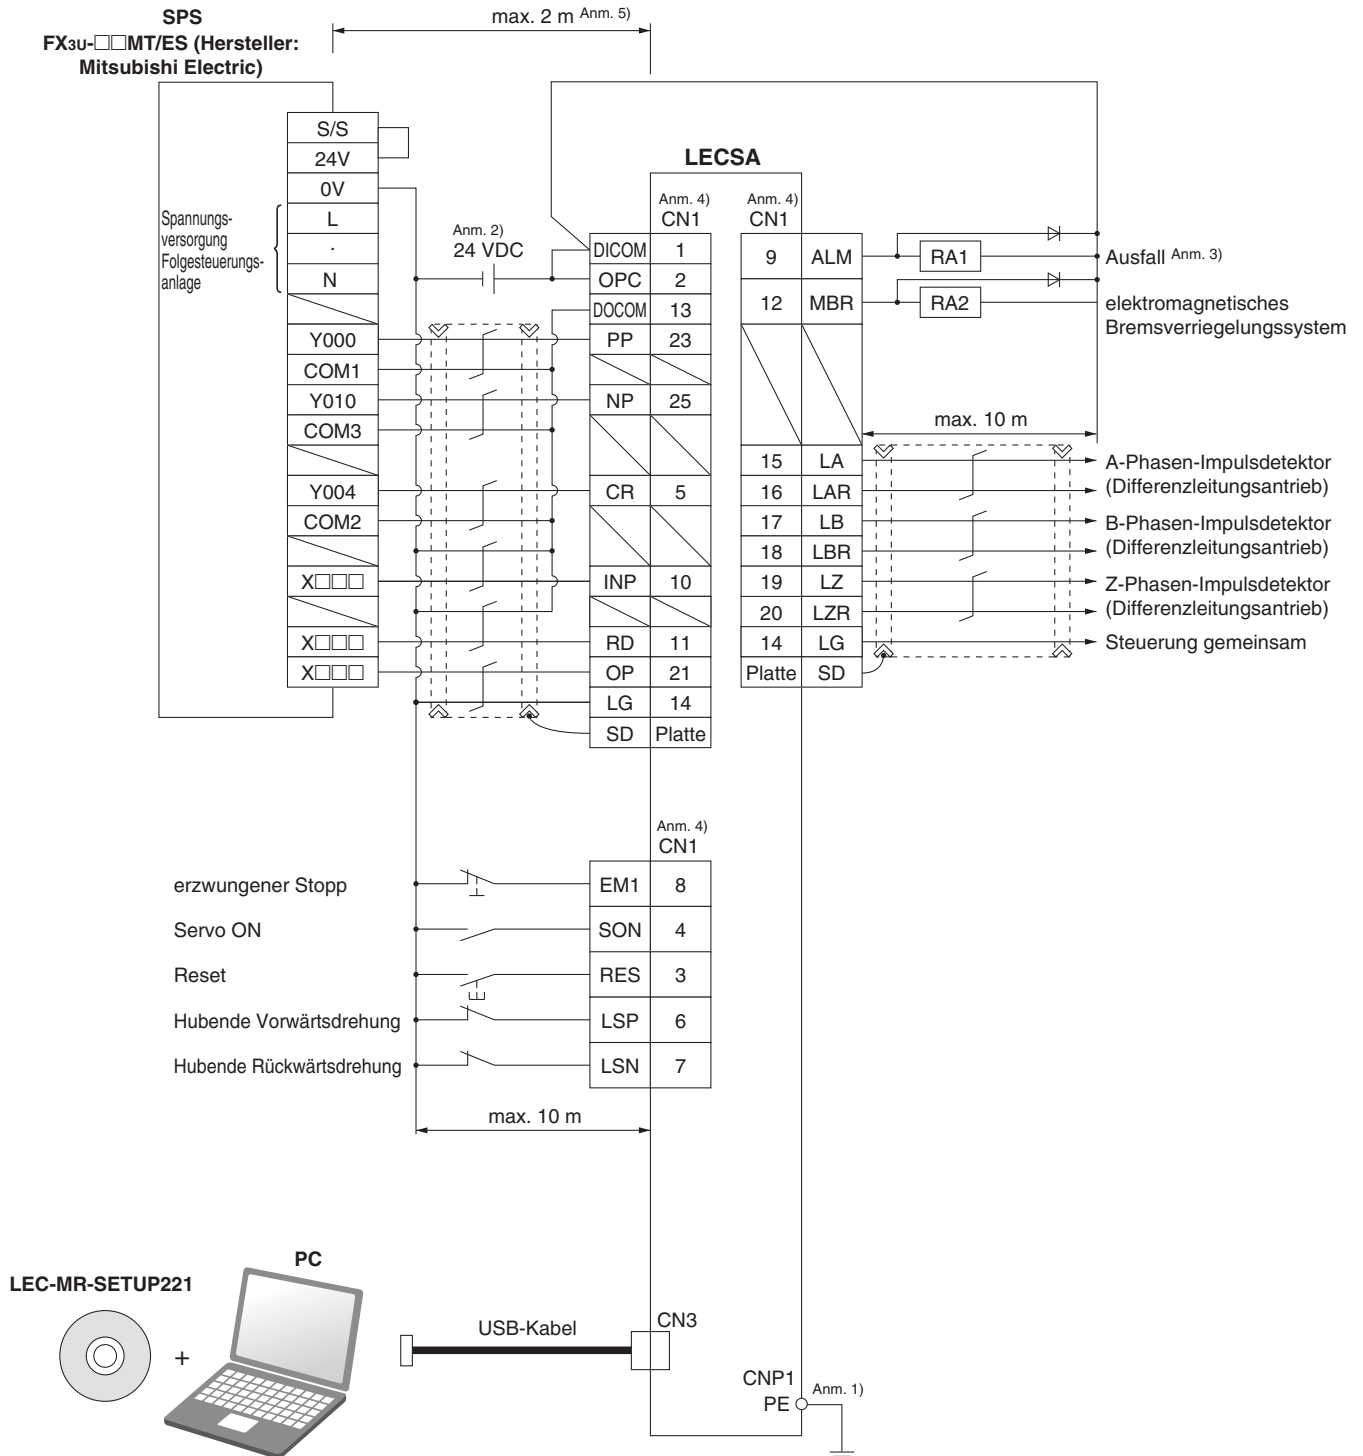 SPS
FX3U-□□MT/ES (Hersteller:
Mitsubishi Electric)
max. 2 m Anm. 5)
S/S
24V
0V
L
·
N
Spannungs-
versorgung
Folgesteuerungs-
anlage
Y000
COM1
Y010
COM3
Y004
COM2
X□□□
X□□□
X□□□
Anm. 2)
24 VDC
LECSA
Anm. 4)
CN1
DICOM 1
OPC 2
DOCOM 13
PP 23
NP 25
CR 5
INP 10
RD 11
OP 21
LG 14
SD Platte
Anm. 4)
CN1
9 ALM
12 MBR
15 LA
16 LAR
17 LB
18 LBR
19 LZ
20 LZR
14 LG
Platte SD
RA1
RA2
Ausfall Anm. 3)
elektromagnetisches
Bremsverriegelungssystem
max. 10 m
A-Phasen-Impulsdetektor
(Differenzleitungsantrieb)
B-Phasen-Impulsdetektor
(Differenzleitungsantrieb)
Z-Phasen-Impulsdetektor
(Differenzleitungsantrieb)
Steuerung gemeinsam
Anm. 4)
CN1
erzwungener Stopp EM1 8
Servo ON SON 4
Reset RES 3
Hubende Vorwärtsdrehung LSP 6
Hubende Rückwärtsdrehung LSN 7
max. 10 m
PC
LEC-MR-SETUP221
+
USB-Kabel
CN3
CNP1
PE
Anm. 1)